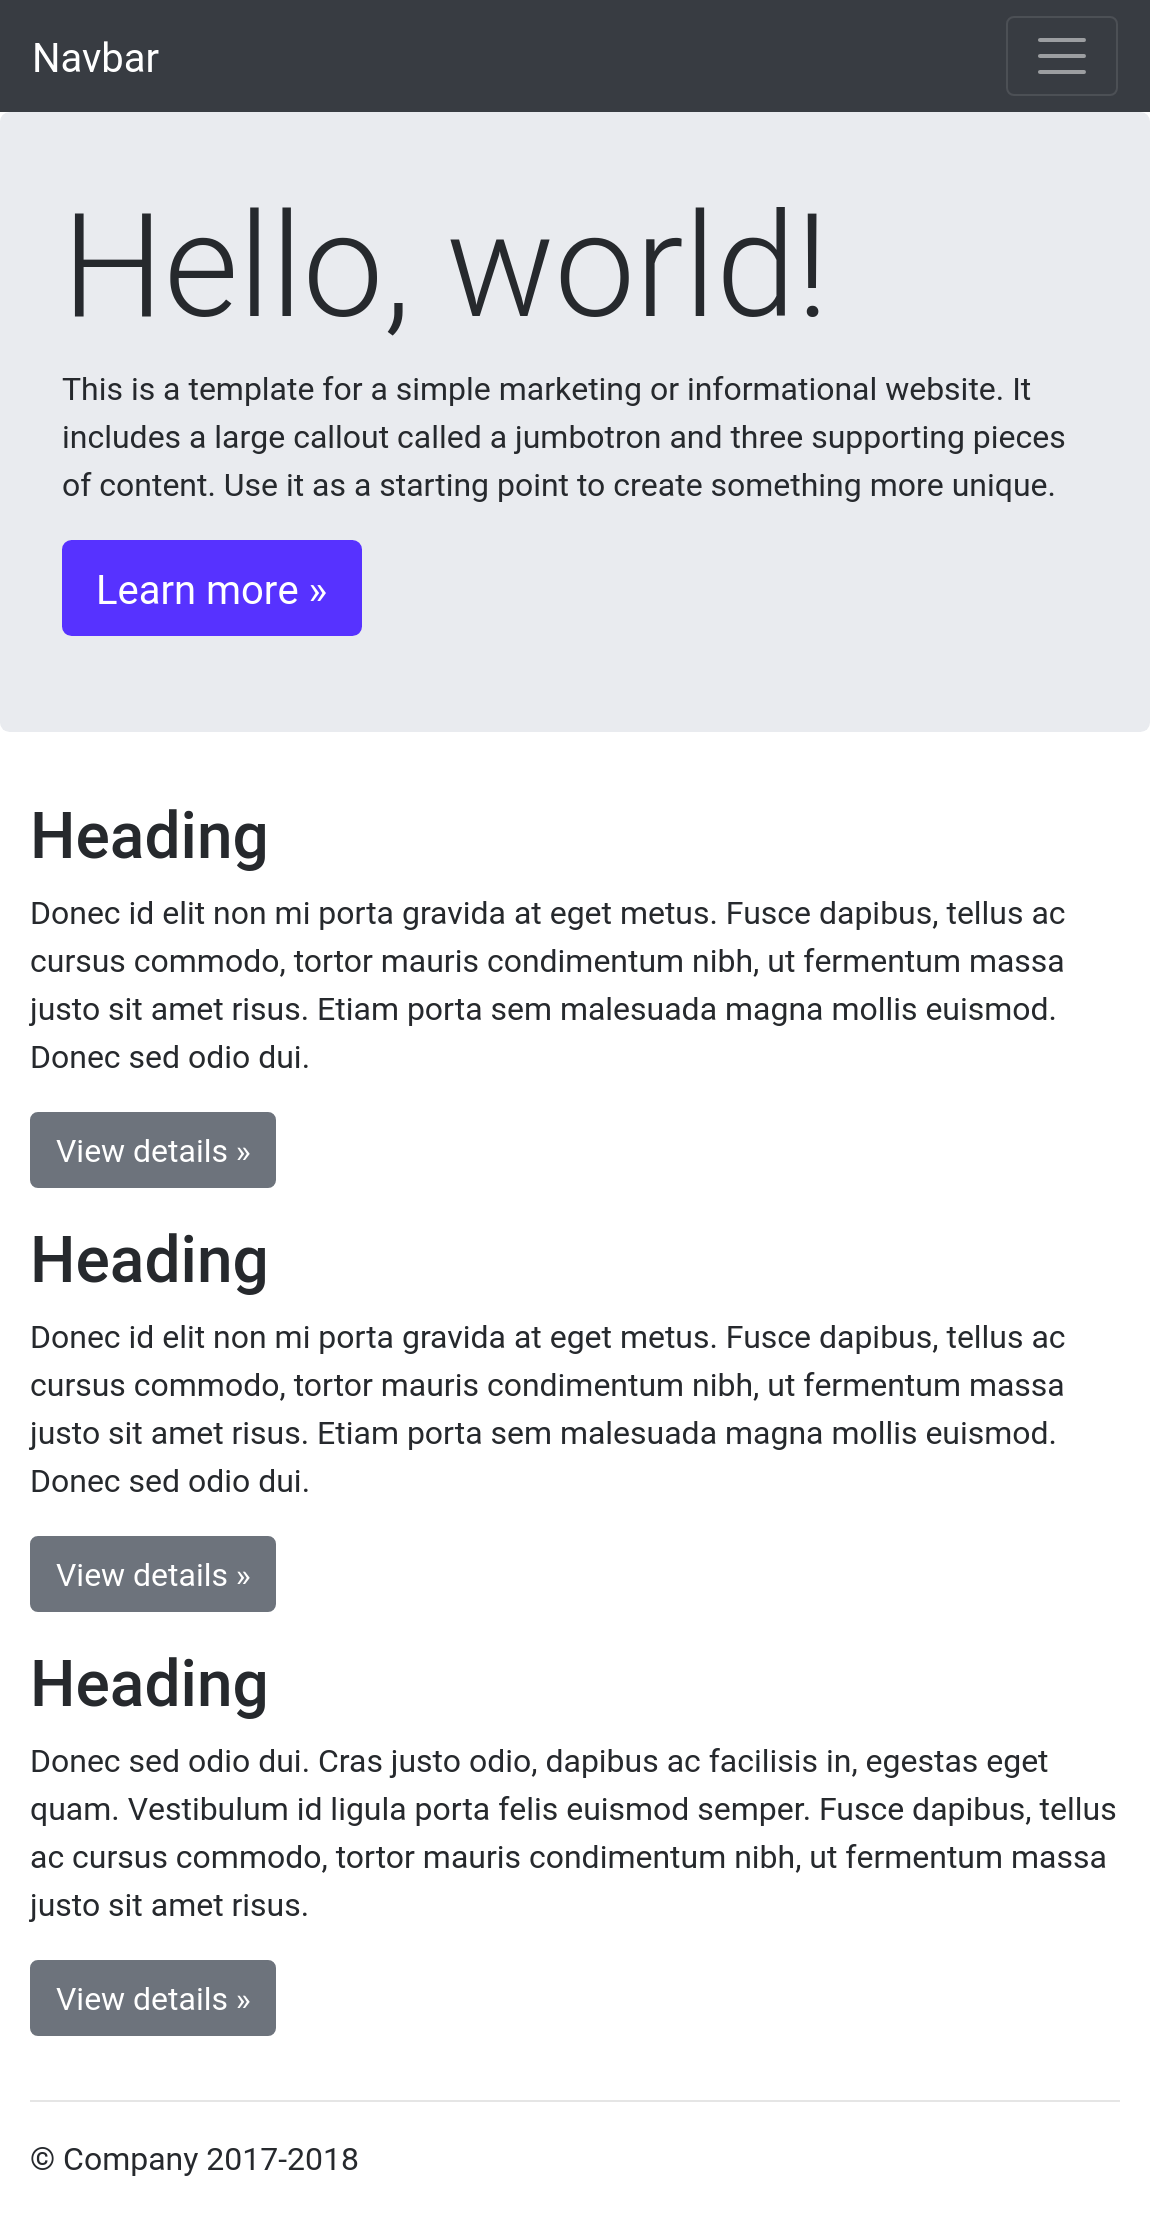 Navbar
Hello, world!
This is a template for a simple marketing or informational website. It
includes a large callout called a jumbotron and three supporting pieces
of content. Use it as a starting point to create something more unique.
Learn more »
Heading
Donec id elit non mi porta gravida at eget metus. Fusce dapibus, tellus ac
cursus commodo, tortor mauris condimentum nibh, ut fermentum massa
justo sit amet risus. Etiam porta sem malesuada magna mollis euismod.
Donec sed odio dui.
View details »
Heading
Donec id elit non mi porta gravida at eget metus. Fusce dapibus, tellus ac
cursus commodo, tortor mauris condimentum nibh, ut fermentum massa
justo sit amet risus. Etiam porta sem malesuada magna mollis euismod.
Donec sed odio dui.
View details »
Heading
Donec sed odio dui. Cras justo odio, dapibus ac facilisis in, egestas eget
quam. Vestibulum id ligula porta felis euismod semper. Fusce dapibus, tellus
ac cursus commodo, tortor mauris condimentum nibh, ut fermentum massa
justo sit amet risus.
View details »
© Company 2017-2018